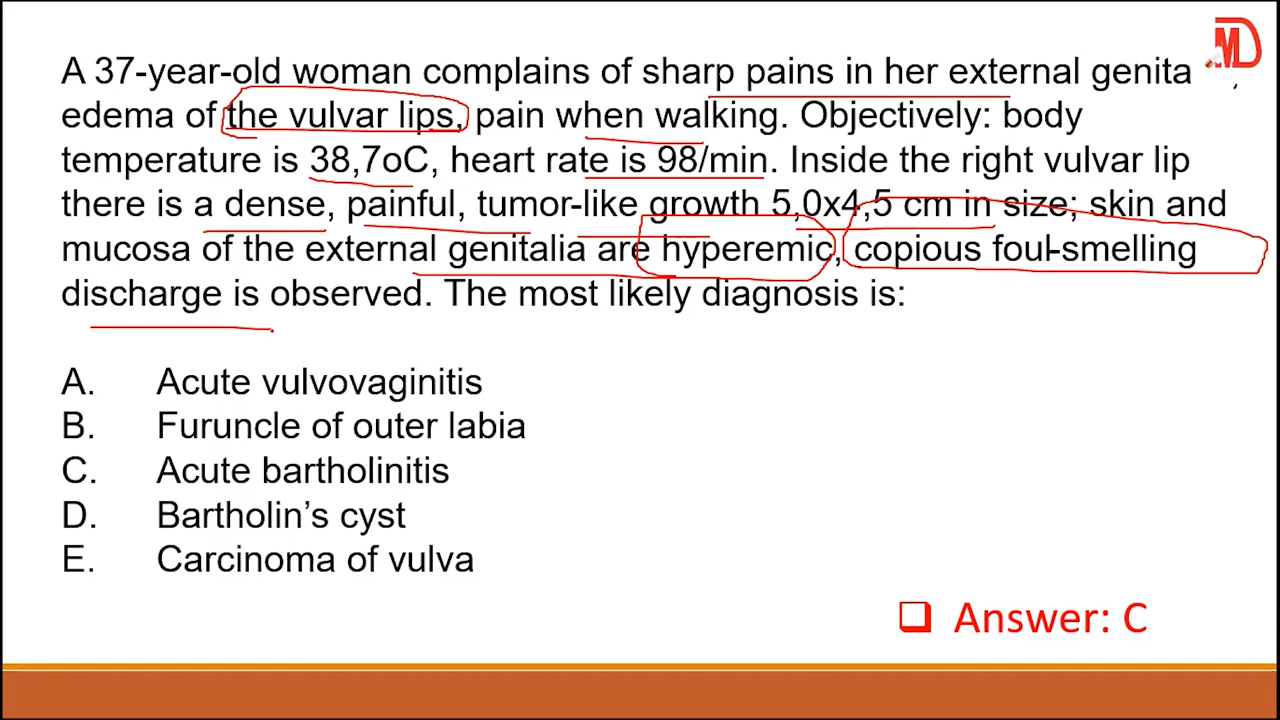 MD
A 37-year-old woman complains of sharp pains in her external genita ,
edema of the vulvar lips, pain when walking. Objectively: body
temperature is 38,7oC, heart rate is 98/min. Inside the right vulvar lip
there is a dense, painful, tumor-like growth 5,0x4,5 cm in size; skin and
mucosa of the external genitalia are hyperemic, copious foul-smelling
discharge is observed. The most likely diagnosis is:
A. Acute vulvovaginitis
B. Furuncle of outer labia
C. Acute bartholinitis
D. Bartholin’s cyst
E. Carcinoma of vulva
❑ Answer: C